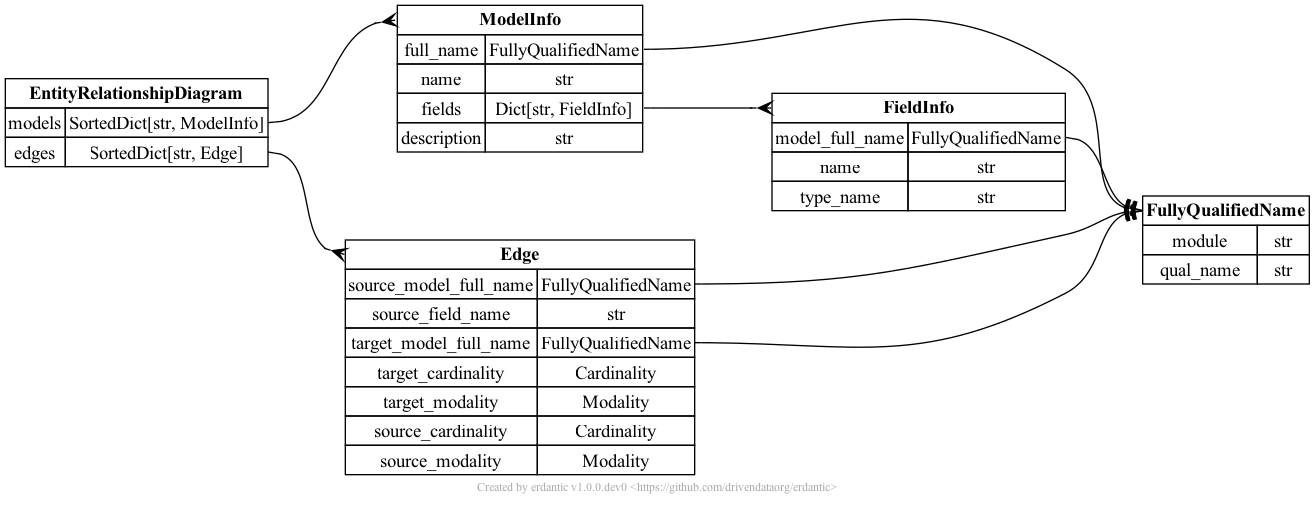 EntityRelationshipDiagram
models SortedDict[str, ModelInfo]
edges SortedDict[str, Edge]
ModelInfo
full_name FullyQualifiedName
name str
fields Dict[str, FieldInfo]
description str
FieldInfo
model_full_name FullyQualifiedName
name str
type_name str
Edge
source_model_full_name FullyQualifiedName
source_field_name str
target_model_full_name FullyQualifiedName
target_cardinality Cardinality
target_modality Modality
source_cardinality Cardinality
source_modality Modality
FullyQualifiedName
module str
qual_name str
Created by erdantic v1.0.0.dev0 <https://github.com/drivendataorg/erdantic>